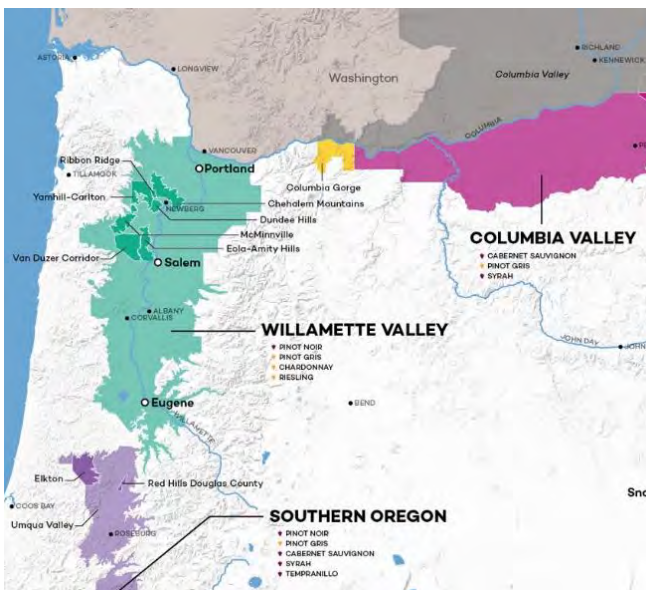 ASTORIA
LONGVIEW
Washington
Columbia Valley
RICHLAND
KENNEWICK
COLUMBIA
VANCOUVER
Portland
Ribbon Ridge
TILLAMOOK
Yamhill-Carlton
NEWBERG
Columbia Gorge
Chehalem Mountains
Dundee Hills
McMinnville
Eola-Amity Hills
Van Duzer Corridor
Salem
COLUMBIA VALLEY
CABERNET SAUVIGNON
PINOT GRIS
SYRAH
ALBANY
CORVALLIS
WILLAMETTE VALLEY
PINOT NOIR
PINOT GRIS
CHARDONNAY
RIESLING
JOHN DAY
Eugene
WILLAMETTE
BEND
Elkton
Red Hills Douglas County
COOS BAY
Umqua Valley
ROSEBURG
SOUTHERN OREGON
PINOT NOIR
PINOT GRIS
CABERNET SAUVIGNON
SYRAH
TEMPRANILLO